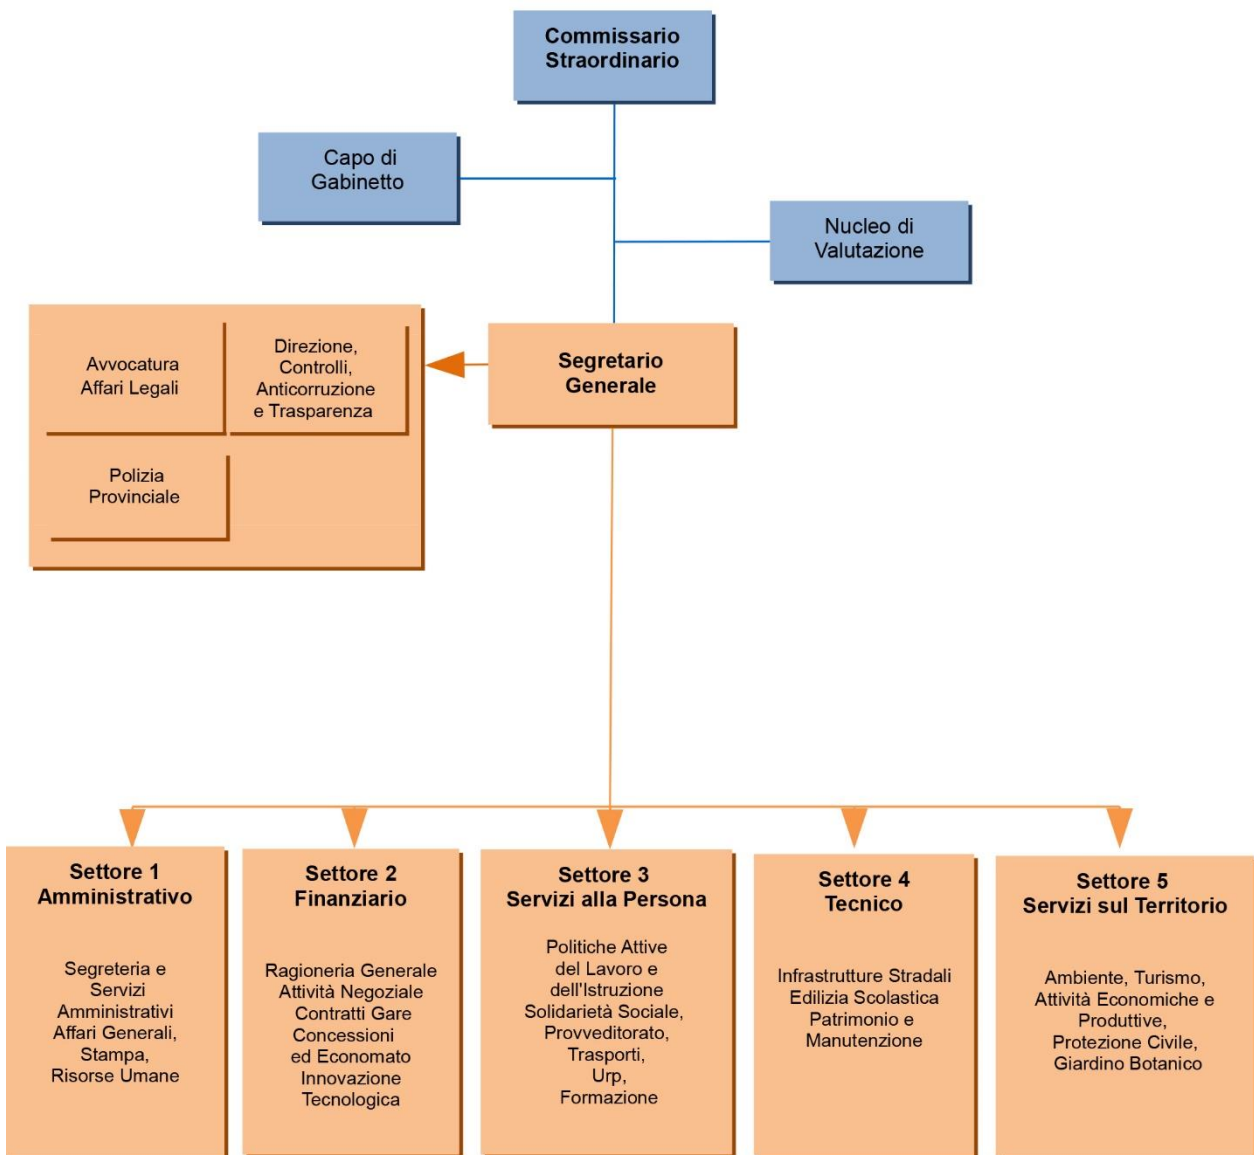 Commissario
Straordinario
Capo di
Gabinetto
Nucleo di
Valutazione
Segretario
Generale
Avvocatura
Affari Legali
Direzione,
Controlli,
Anticorruzione
e Trasparenza
Polizia
Provinciale
Settore 1
Amministrativo
Segreteria e
Servizi
Amministrativi
Affari Generali,
Stampa,
Risorse Umane
Settore 2
Finanziario
Ragioneria Generale
Attività Negoziale
Contratti Gare
Concessioni
ed Economato
Innovazione
Tecnologica
Settore 3
Servizi alla Persona
Politiche Attive
del Lavoro e
dell'Istruzione
Solidarietà Sociale,
Provveditorato,
Trasporti,
Urp,
Formazione
Settore 4
Tecnico
Infrastrutture Stradali
Edilizia Scolastica
Patrimonio e
Manutenzione
Settore 5
Servizi sul Territorio
Ambiente, Turismo,
Attività Economiche e
Produttive,
Protezione Civile,
Giardino Botanico